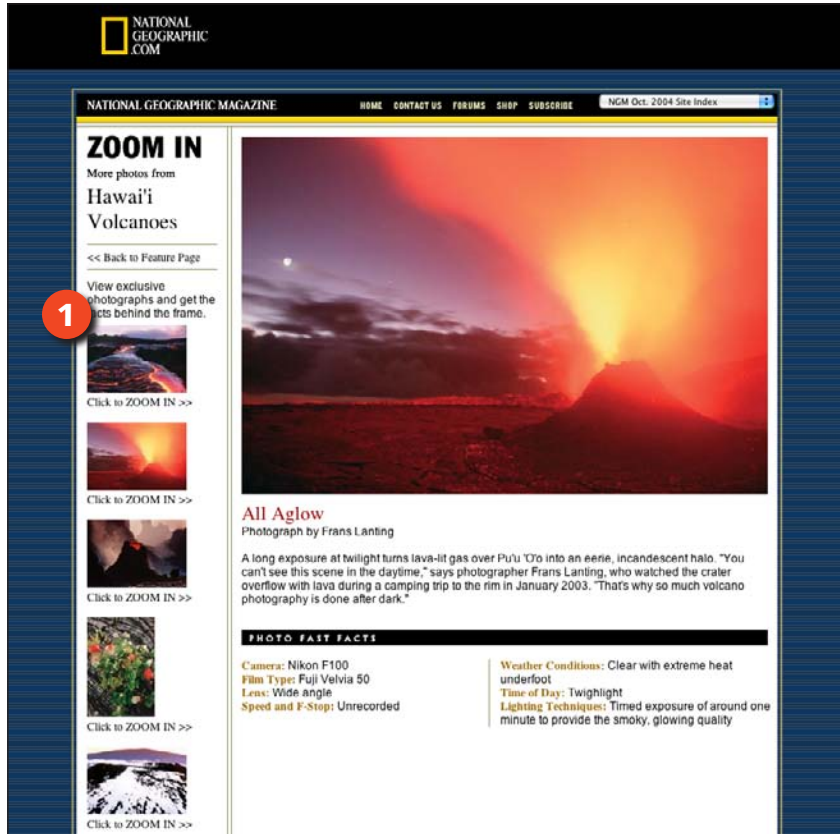 NATIONAL
GEOGRAPHIC
.COM
NATIONAL GEOGRAPHIC MAGAZINE
HOME CONTACT US FORUMS SHOP SUBSCRIBE
NGM Oct. 2004 Site Index
ZOOM IN
More photos from
Hawai'i
Volcanoes
<< Back to Feature Page
View exclusive
photographs and get the
acts behind the frame.
1
Click to ZOOM IN >>
Click to ZOOM IN >>
Click to ZOOM IN >>
Click to ZOOM IN >>
Click to ZOOM IN >>
All Aglow
Photograph by Frans Lanting
A long exposure at twilight turns lava-lit gas over Pu'u 'O'o into an eerie, incandescent halo. "You
can't see this scene in the daytime," says photographer Frans Lanting, who watched the crater
overflow with lava during a camping trip to the rim in January 2003. "That's why so much volcano
photography is done after dark."
PHOTO FAST FACTS
Camera: Nikon F100
Film Type: Fuji Velvia 50
Lens: Wide angle
Speed and F-Stop: Unrecorded
Weather Conditions: Clear with extreme heat
underfoot
Time of Day: Twighlight
Lighting Techniques: Timed exposure of around one
minute to provide the smoky, glowing quality